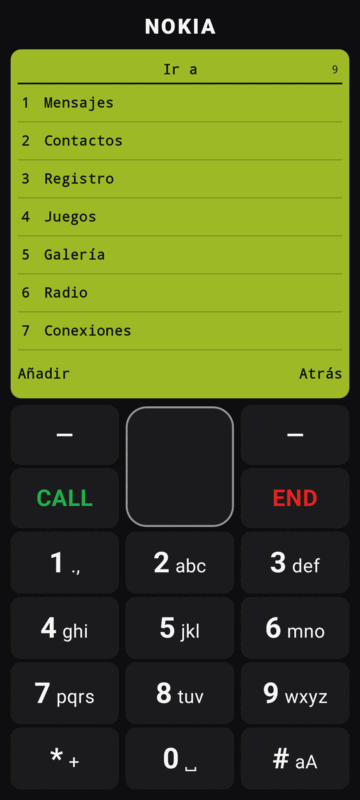 NOKIA
Ir a 9
1 Mensajes
2 Contactos
3 Registro
4 Juegos
5 Galería
6 Radio
7 Conexiones
Añadir Atrás
– –
CALL END
1 ., 2 abc 3 def
4 ghi 5 jkl 6 mno
7 pqrs 8 tuv 9 wxyz
* + 0 ⎵ # aA